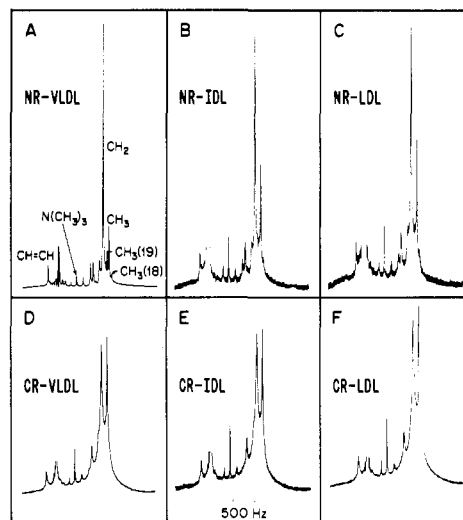 A
NR-VLDL
CH2
N(CH3)3
CH3
CH=CH
CH3(19)
CH3(18)
B
NR-IDL
C
NR-LDL
D
CR-VLDL
E
CR-IDL
500 Hz
F
CR-LDL